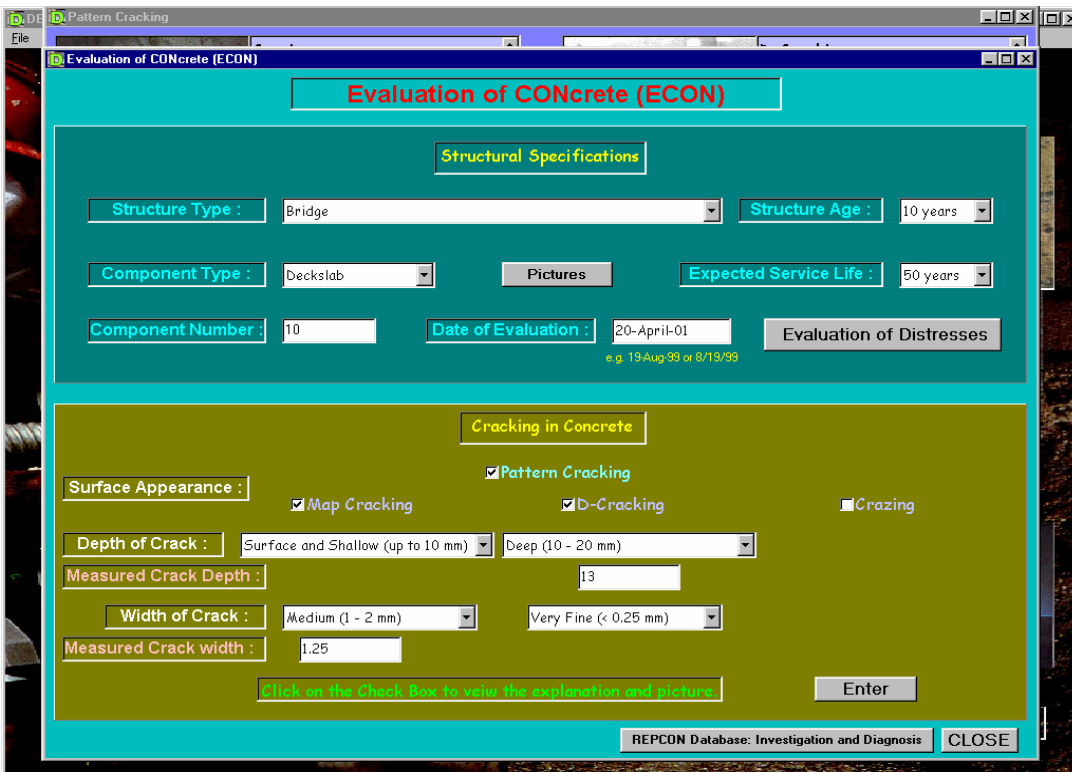 DE
Pattern Cracking
File
Evaluation of CONcrete (ECON)
Evaluation of CONcrete (ECON)
Structural Specifications
Structure Type : Bridge Structure Age : 10 years
Component Type : Deckslab Pictures Expected Service Life : 50 years
Component Number : 10 Date of Evaluation : 20-April-01 Evaluation of Distresses
e.g. 19-Aug-99 or 8/19/99
Cracking in Concrete
Pattern Cracking
Surface Appearance :
Map Cracking D-Cracking Crazing
Depth of Crack : Surface and Shallow (up to 10 mm) Deep (10 - 20 mm)
Measured Crack Depth : 13
Width of Crack : Medium (1 - 2 mm) Very Fine (< 0.25 mm)
Measured Crack width : 1.25
Click on the Check Box to veiw the explanation and picture.
Enter
REPCON Database: Investigation and Diagnosis CLOSE